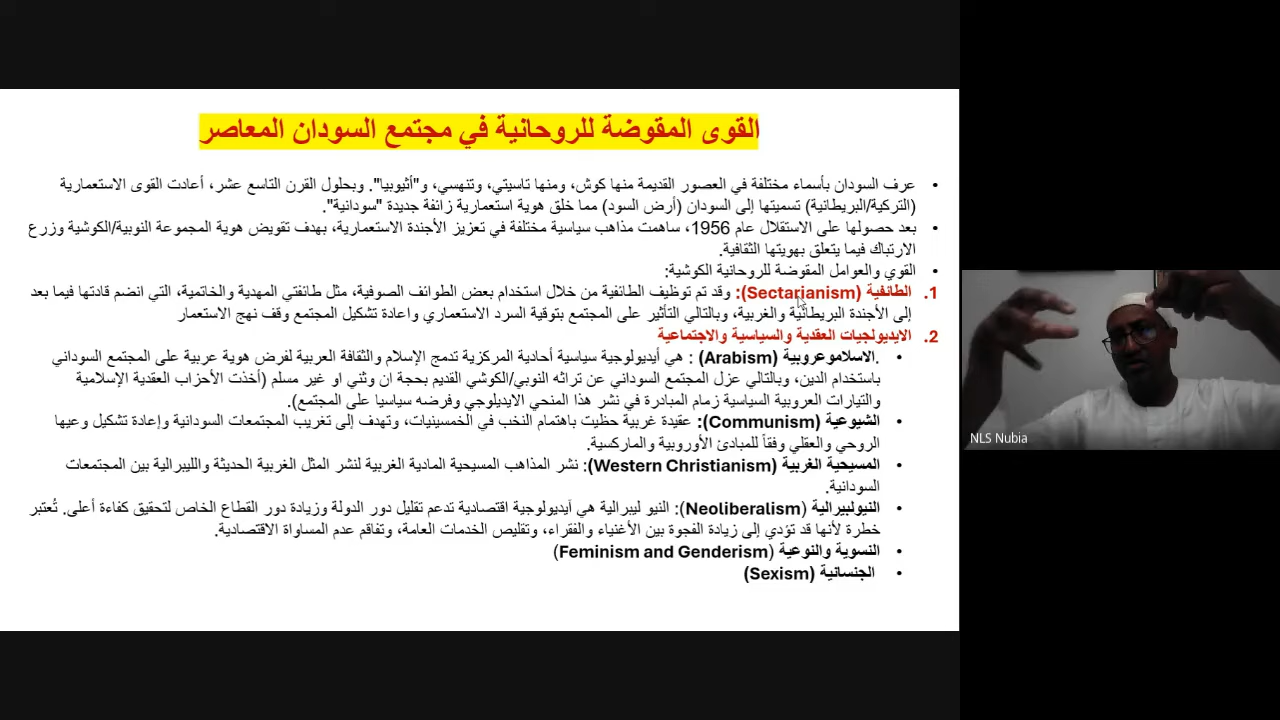 القوى المقوضة للروحانية في مجتمع السودان المعاصر
• عرف السودان بأسماء مختلفة في العصور القديمة منها كوش، ومنها تاسيتي، وتنهسي، و"أثيوبيا". وبحلول القرن التاسع عشر، أعادت القوى الاستعمارية
(التركية/البريطانية) تسميتها إلى السودان (أرض السود) مما خلق هوية استعمارية زائفة جديدة "سودانية".
• بعد حصولها على الاستقلال عام 1956، ساهمت مذاهب سياسية مختلفة في تعزيز الأجندة الاستعمارية، بهدف تقويض هوية المجموعة النوبية/الكوشية وزرع
الارتباك فيما يتعلق بهويتها الثقافية.
• القوي والعوامل المقوضة للروحانية الكوشية:
1. الطائفية (Sectarianism): وقد تم توظيف الطائفية من خلال استخدام بعض الطوائف الصوفية، مثل طائفتي المهدية والخاتمية، التي انضم قادتها فيما بعد
إلى الأجندة البريطانية والغربية، وبالتالي التأثير على المجتمع بتوقية السرد الاستعماري واعادة تشكيل المجتمع وقف نهج الاستعمار
2. الايديولوجيات العقدية والسياسية والاجتماعية
• .الاسلاموعروبية (Arabism) : هي أيديولوجية سياسية أحادية المركزية تدمج الإسلام والثقافة العربية لفرض هوية عربية على المجتمع السوداني
باستخدام الدين، وبالتالي عزل المجتمع السوداني عن تراثه النوبي/الكوشي القديم بحجة ان وثني او غير مسلم (أخذت الأحزاب العقدية الإسلامية
والتيارات العروبية السياسية زمام المبادرة في نشر هذا المنحي الايديلوجي وفرضه سياسيا على المجتمع).
• الشيوعية (Communism): عقيدة غربية حظيت باهتمام النخب في الخمسينيات، وتهدف إلى تغريب المجتمعات السودانية وإعادة تشكيل وعيها
الروحي والعقلي وفقاً للمبادئ الأوروبية والماركسية.
• المسيحية الغربية (Western Christianism): نشر المذاهب المسيحية المادية الغربية لنشر المثل الغربية الحديثة والليبرالية بين المجتمعات
السودانية.
• النيولبيرالية (Neoliberalism): النيو ليبرالية هي أيديولوجية اقتصادية تدعم تقليل دور الدولة وزيادة دور القطاع الخاص لتحقيق كفاءة أعلى. تُعتبر
خطرة لأنها قد تؤدي إلى زيادة الفجوة بين الأغنياء والفقراء، وتقليص الخدمات العامة، وتفاقم عدم المساواة الاقتصادية.
• النسوية والنوعية (Feminism and Genderism)
• الجنسانية (Sexism)
NLS Nubia